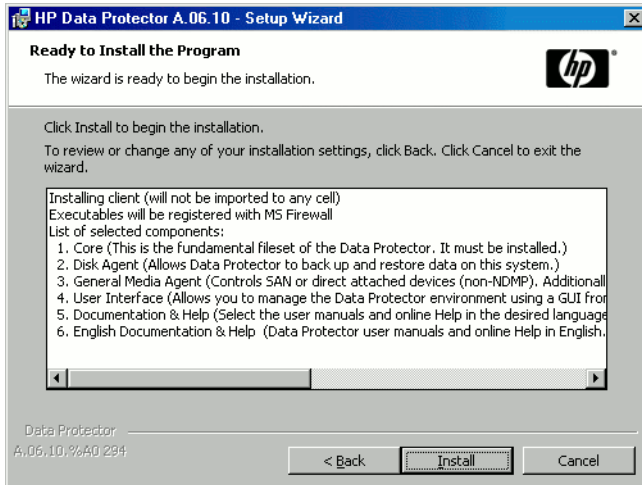 HP Data Protector A.06.10 - Setup Wizard
Ready to Install the Program
The wizard is ready to begin the installation.
hp
Click Install to begin the installation.
To review or change any of your installation settings, click Back. Click Cancel to exit the
wizard.
Installing client (will not be imported to any cell)
Executables will be registered with MS Firewall
List of selected components:
1. Core (This is the fundamental fileset of the Data Protector. It must be installed.)
2. Disk Agent (Allows Data Protector to back up and restore data on this system.)
3. General Media Agent (Controls SAN or direct attached devices (non-NDMP). Additionall
4. User Interface (Allows you to manage the Data Protector environment using a GUI fror
5. Documentation & Help (Select the user manuals and online Help in the desired language
6. English Documentation & Help (Data Protector user manuals and online Help in English.
Data Protector
A.06.10.%A0 294
< Back
Install
Cancel